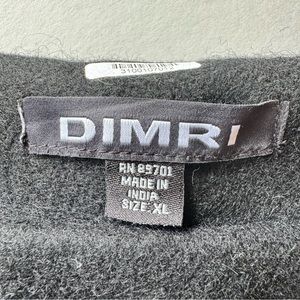 DIMRI
RN 89701
MADE IN
INDIA
SIZE: XL